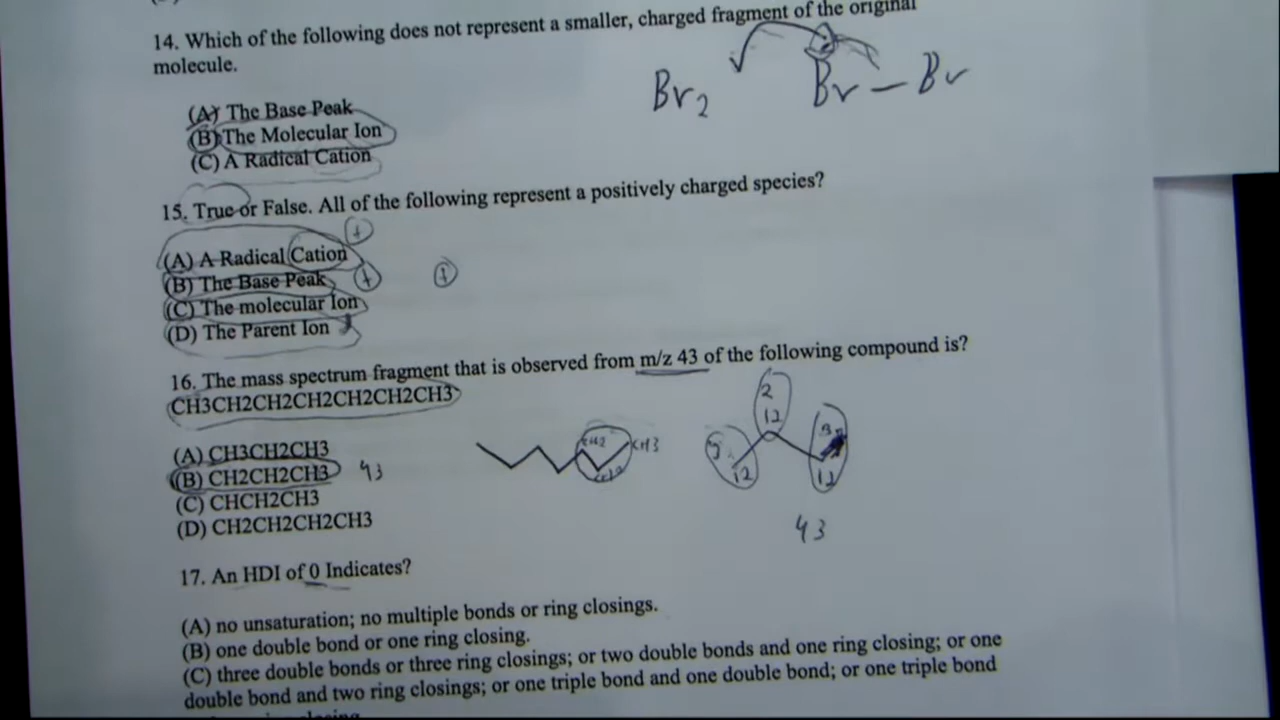 14. Which of the following does not represent a smaller, charged fragment of the original
molecule.
Br2 Br-Br
(A) The Base Peak
(B) The Molecular Ion
(C) A Radical Cation
15. True or False. All of the following represent a positively charged species?
+
(A) A Radical Cation
(B) The Base Peak + +
(C) The molecular Ion
(D) The Parent Ion
16. The mass spectrum fragment that is observed from m/z 43 of the following compound is?
CH3CH2CH2CH2CH2CH2CH3
2
12
CH2 CH3
12 12
(A) CH3CH2CH3
(B) CH2CH2CH3 43
(C) CHCH2CH3
(D) CH2CH2CH2CH3
43
17. An HDI of 0 Indicates?
(A) no unsaturation; no multiple bonds or ring closings.
(B) one double bond or one ring closing.
(C) three double bonds or three ring closings; or two double bonds and one ring closing; or one
double bond and two ring closings; or one triple bond and one double bond; or one triple bond